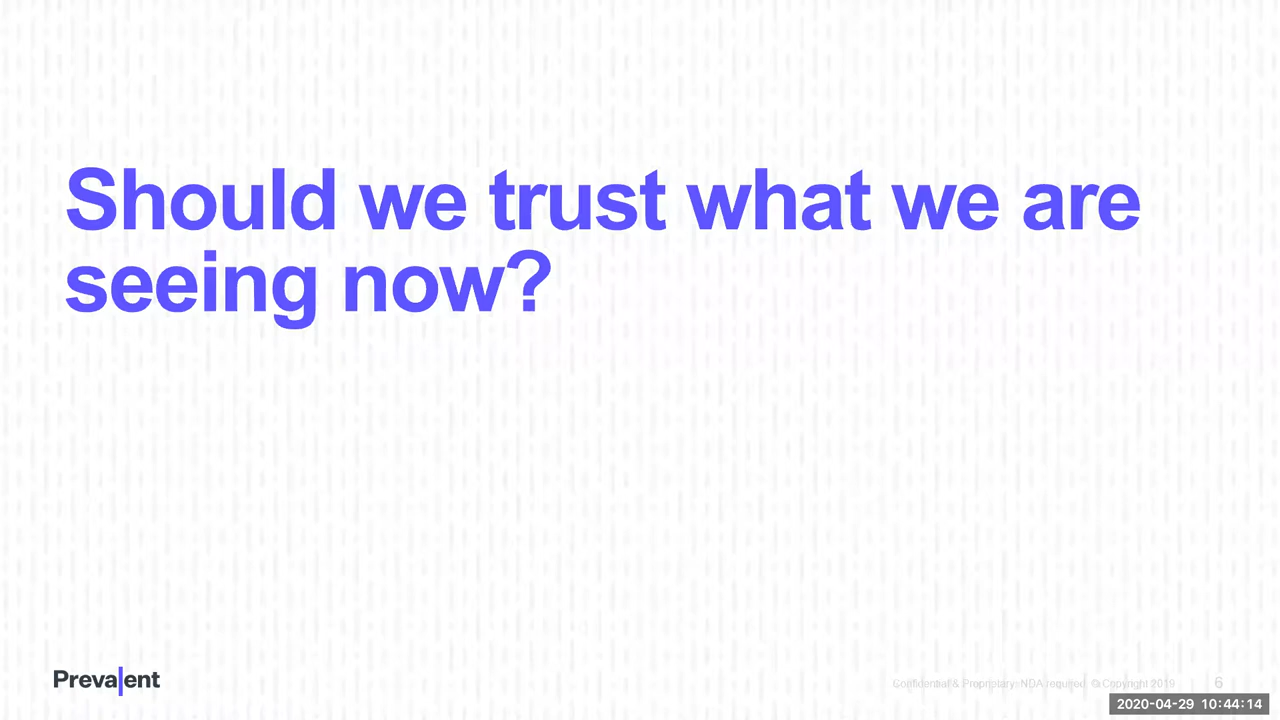 Should we trust what we are
seeing now?
Prevalent
Confidential & Proprietary. NDA required. © Copyright 2019
6
2020-04-29 10:44:14